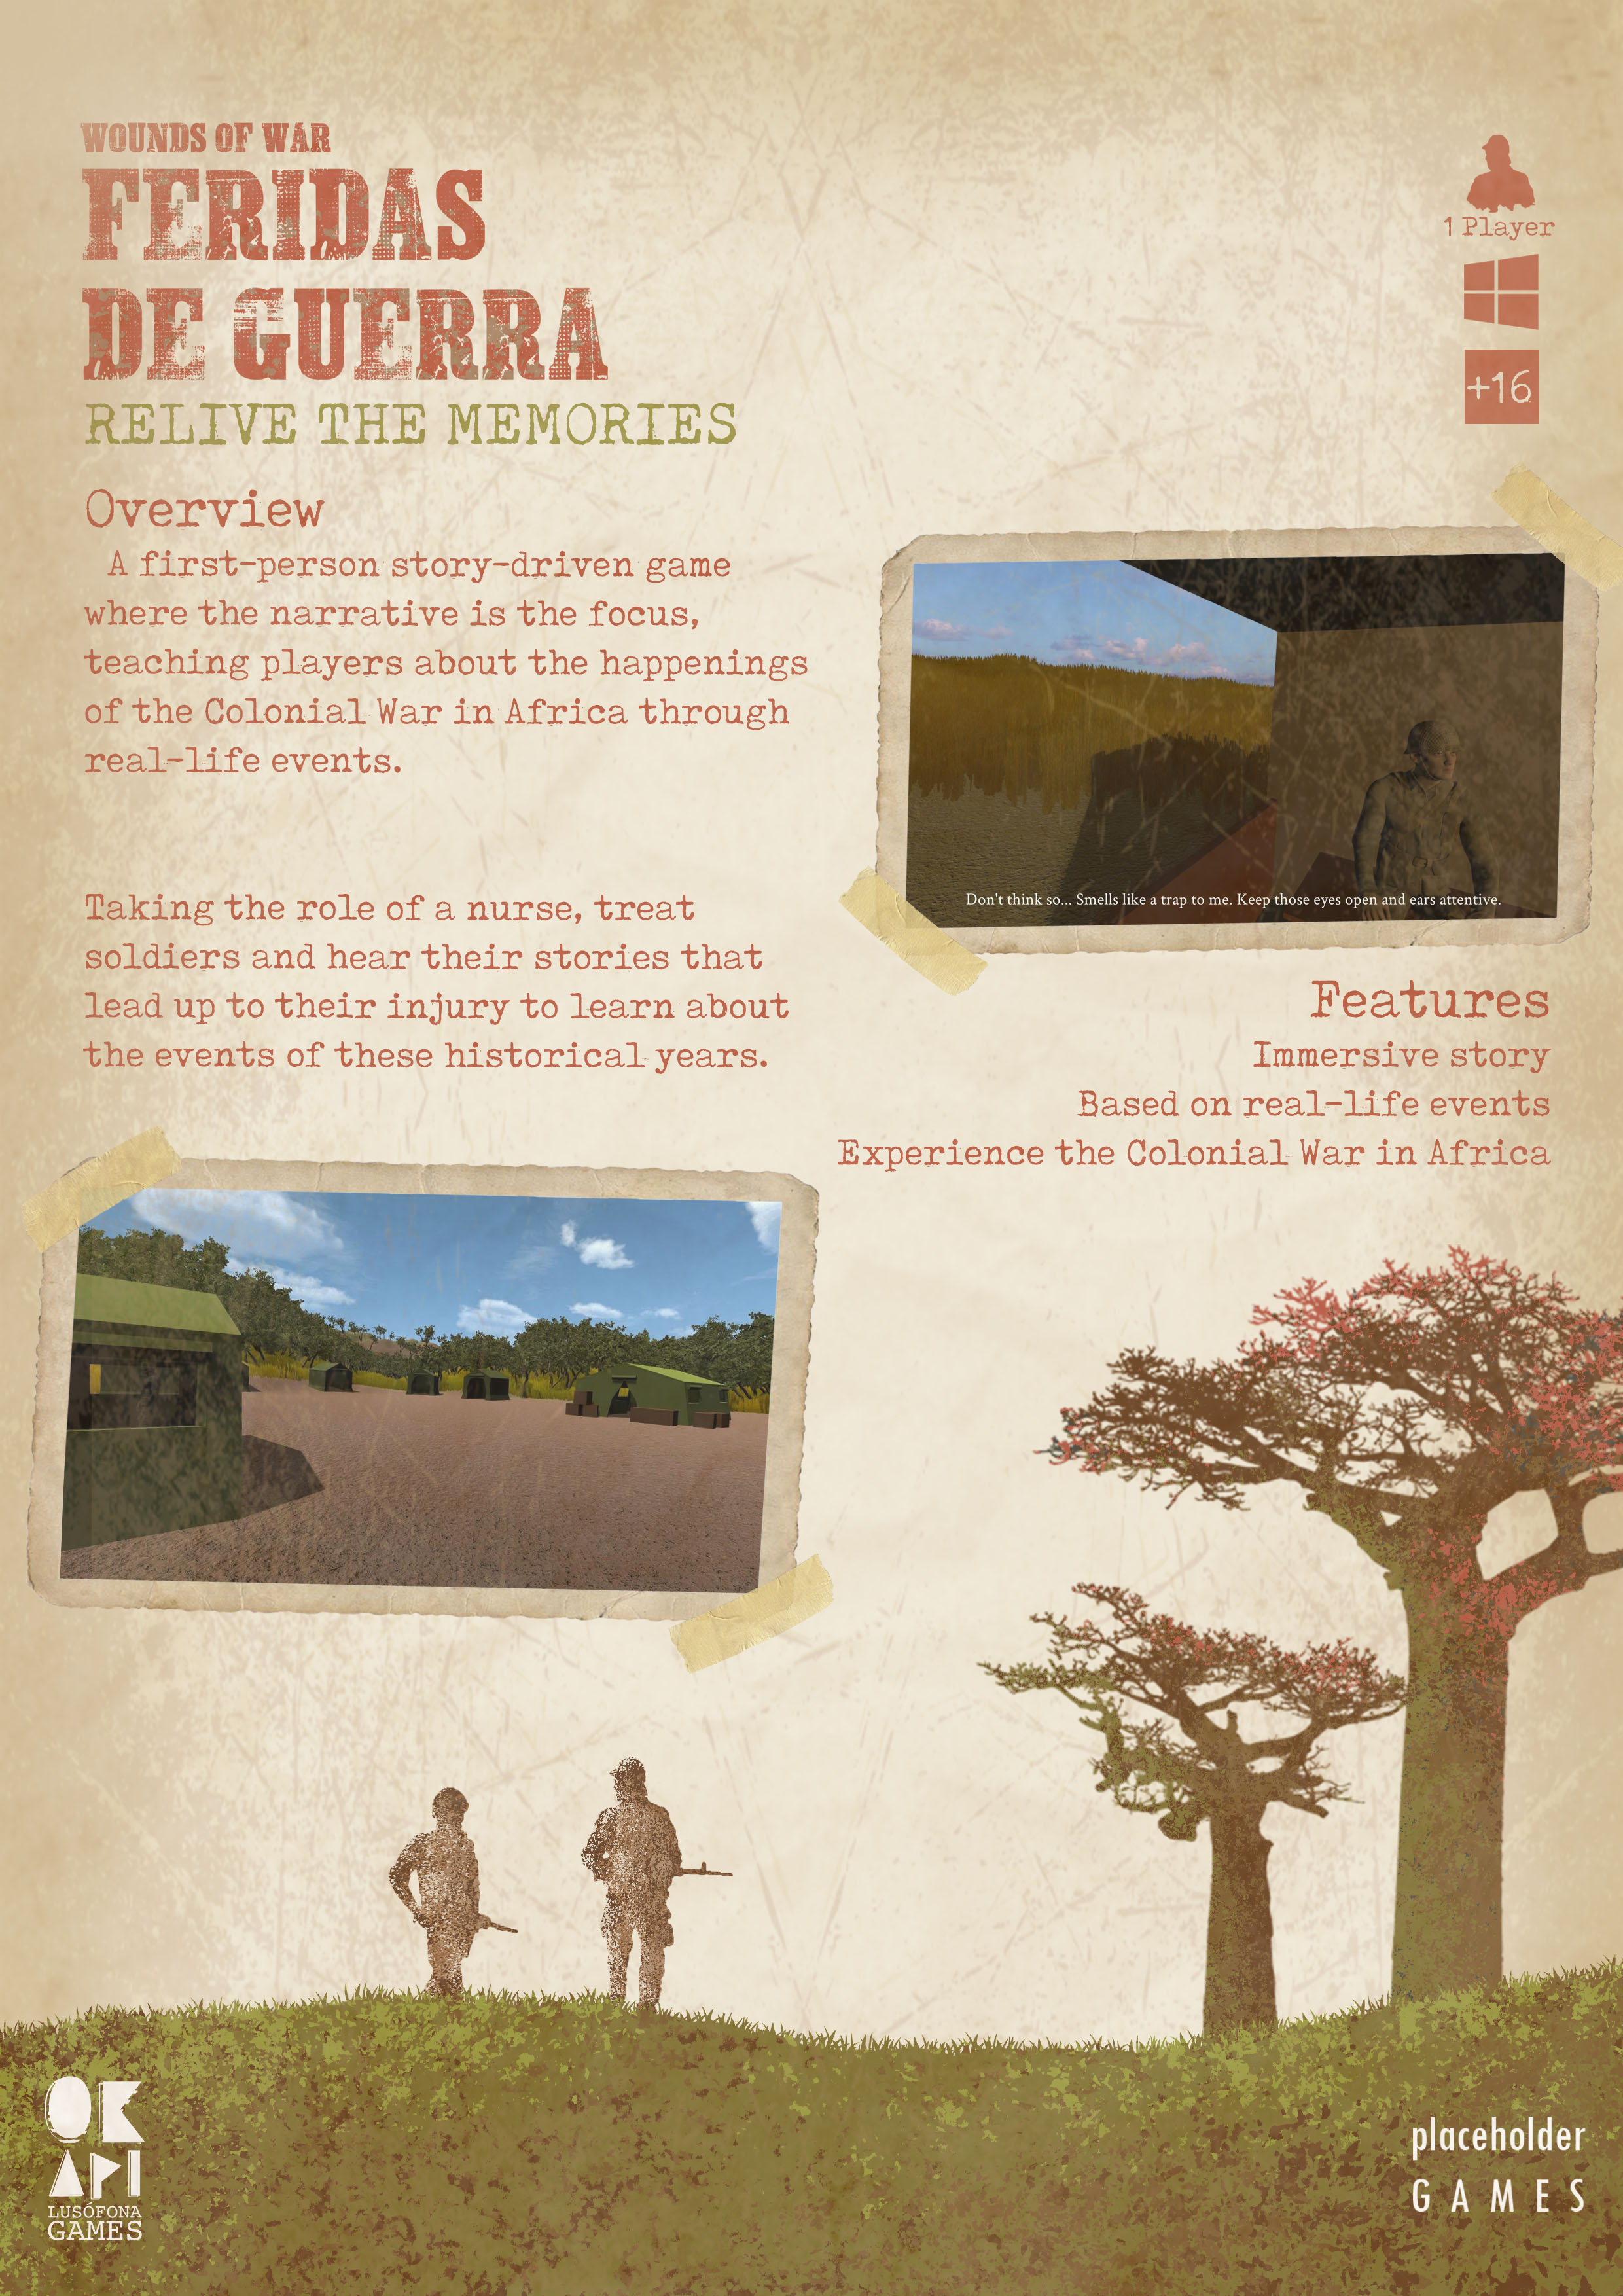 WOUNDS OF WAR
FERIDAS
DE GUERRA
RELIVE THE MEMORIES
1 Player
+16
Overview
A first-person story-driven game
where the narrative is the focus,
teaching players about the happenings
of the Colonial War in Africa through
real-life events.
Taking the role of a nurse, treat
soldiers and hear their stories that
lead up to their injury to learn about
the events of these historical years.
Don't think so... Smells like a trap to me. Keep those eyes open and ears attentive.
Features
Immersive story
Based on real-life events
Experience the Colonial War in Africa
OK
API
LUSÓFONA
GAMES
placeholder
GAMES